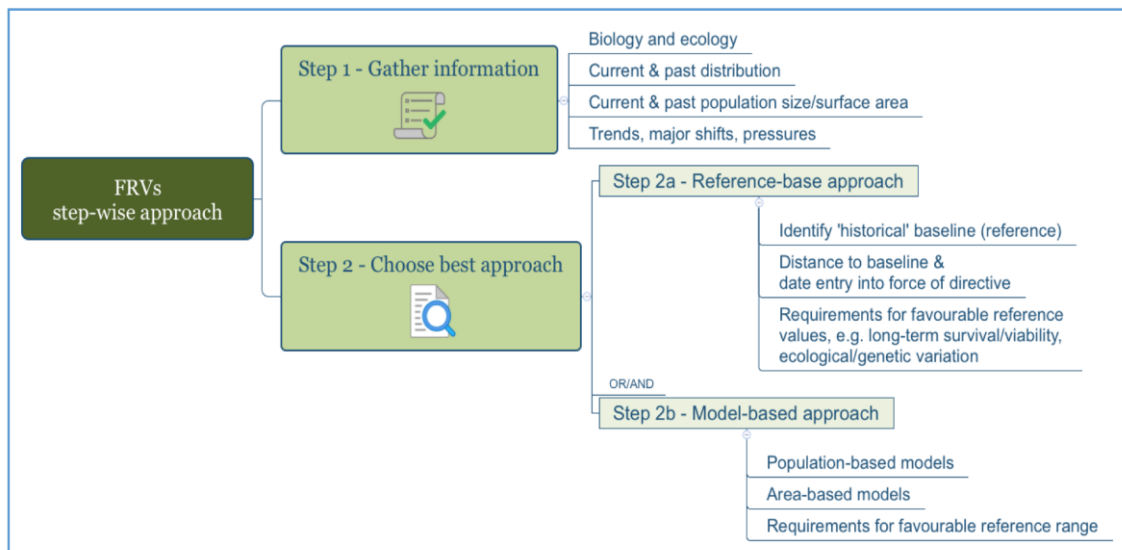 FRVs
step-wise approach
Step 1 - Gather information
Biology and ecology
Current & past distribution
Current & past population size/surface area
Trends, major shifts, pressures
Step 2 - Choose best approach
Step 2a - Reference-base approach
Identify 'historical' baseline (reference)
Distance to baseline &
date entry into force of directive
Requirements for favourable reference
values, e.g. long-term survival/viability,
ecological/genetic variation
OR/AND
Step 2b - Model-based approach
Population-based models
Area-based models
Requirements for favourable reference range